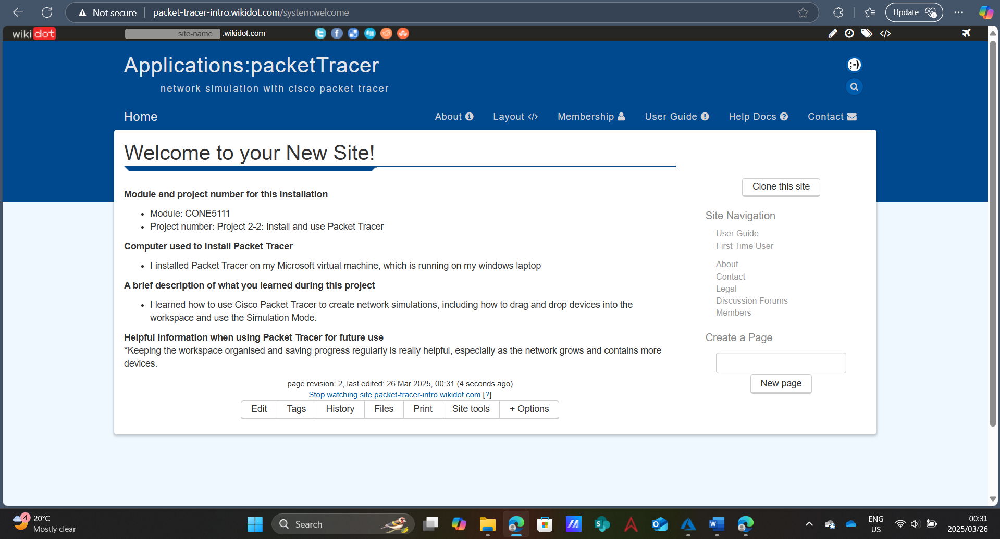 Not secure packet-tracer-intro.wikidot.com/system:welcome Update
wikidot site-name .wikidot.com digg
Applications:packetTracer ;-)
network simulation with cisco packet tracer
Home About Layout </> Membership User Guide Help Docs Contact
Welcome to your New Site!
Clone this site
Module and project number for this installation
• Module: CONE5111
• Project number: Project 2-2: Install and use Packet Tracer
Computer used to install Packet Tracer
• I installed Packet Tracer on my Microsoft virtual machine, which is running on my windows laptop
A brief description of what you learned during this project
• I learned how to use Cisco Packet Tracer to create network simulations, including how to drag and drop devices into the
workspace and use the Simulation Mode.
Helpful information when using Packet Tracer for future use
*Keeping the workspace organised and saving progress regularly is really helpful, especially as the network grows and contains more
devices.
page revision: 2, last edited: 26 Mar 2025, 00:31 (4 seconds ago)
Stop watching site packet-tracer-intro.wikidot.com [?]
Edit Tags History Files Print Site tools + Options
Site Navigation
User Guide
First Time User
About
Contact
Legal
Discussion Forums
Members
Create a Page
New page
4 20°C
Mostly clear
Search
ENG
US
00:31
2025/03/26